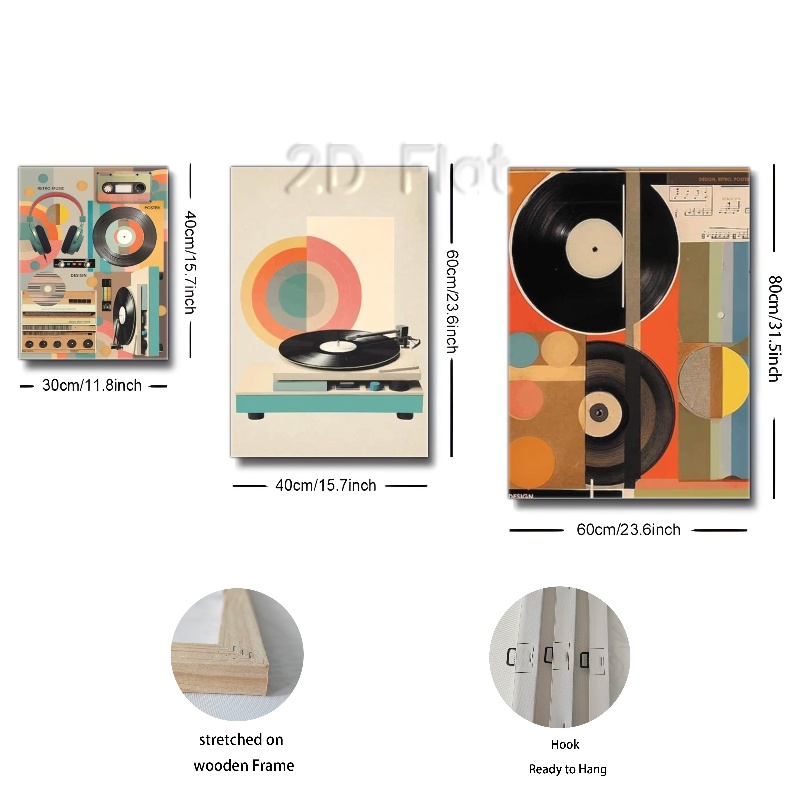 2D Flat
RETRO MUSIC
POSTER
DESIGN
40cm/15.7inch
30cm/11.8inch
60cm/23.6inch
40cm/15.7inch
DESIGN, RETRO, POSTER
DESIGN
80cm/31.5inch
60cm/23.6inch
stretched on
wooden Frame
Hook
Ready to Hang